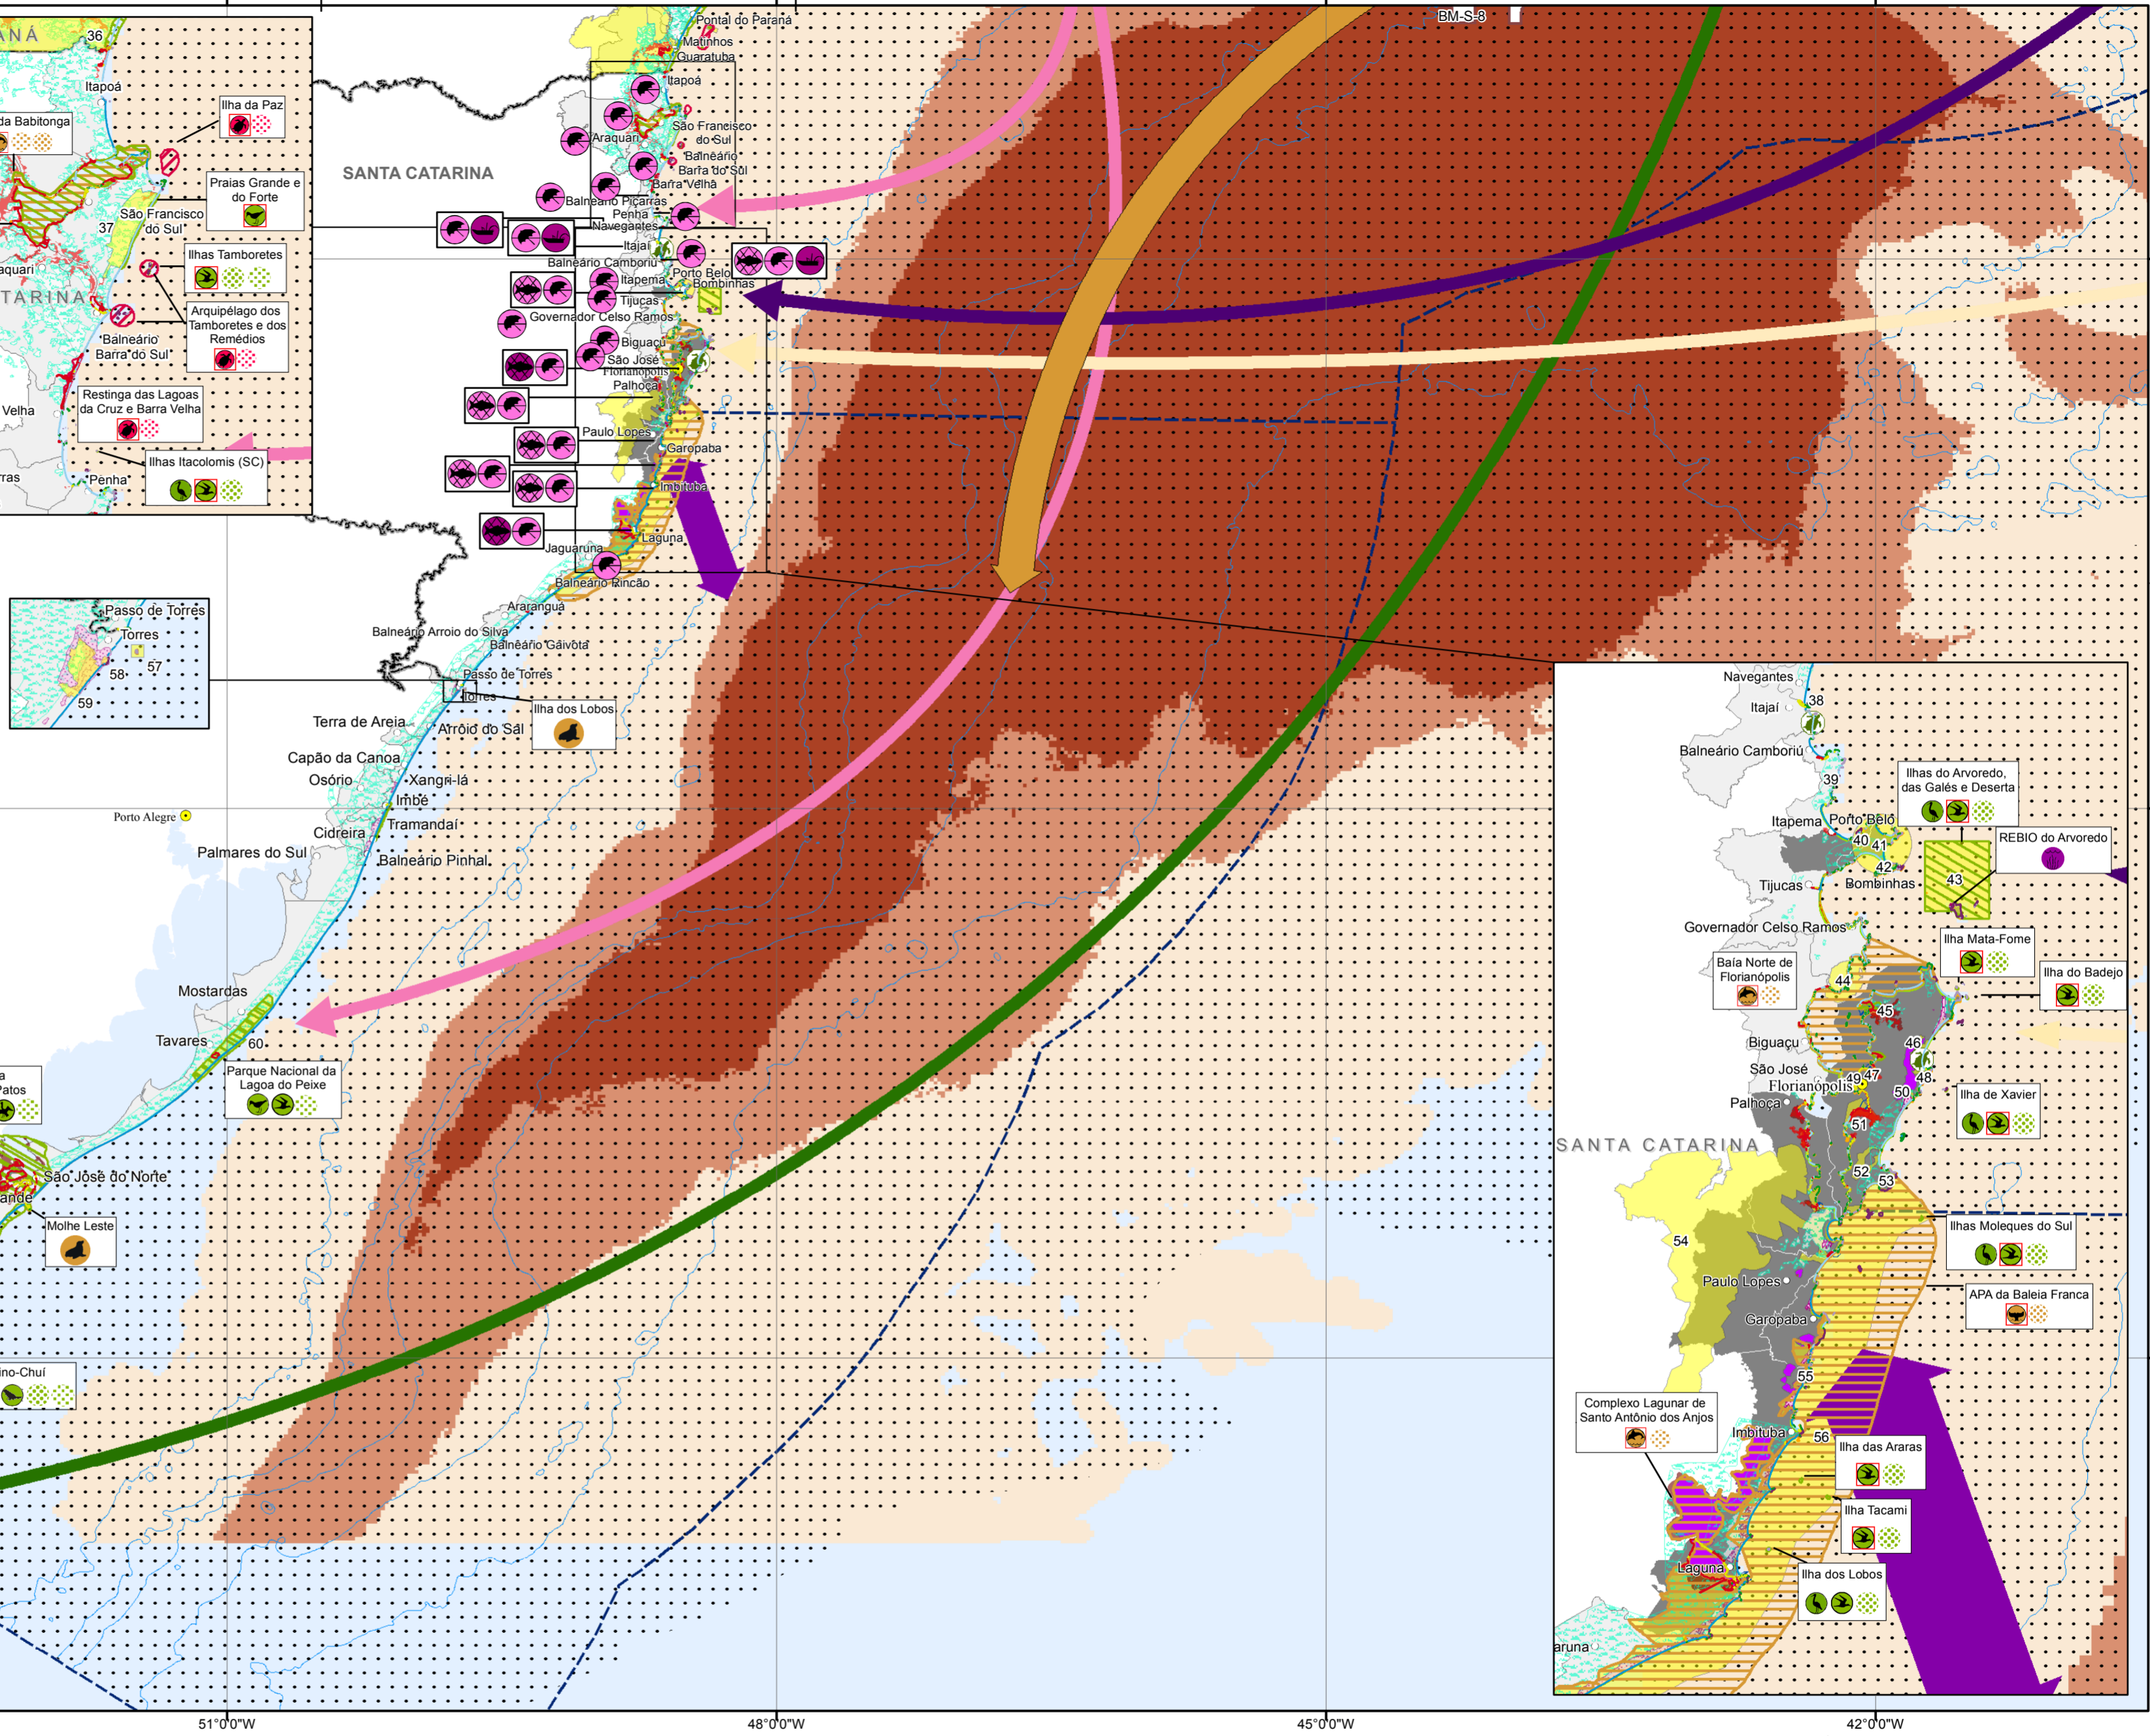 BM-S-8
ANÁ
36
Itapoá
da Babitonga
Ilha da Paz
Praias Grande e
do Forte
São Francisco
do Sul
37
Ilhas Tamboretes
aquari
TARINA
Arquipélago dos
Tamboretes e dos
Remédios
Balneário
Barra do Sul
Restinga das Lagoas
da Cruz e Barra Velha
Velha
Ilhas Itacolomis (SC)
rras
Penha
Pontal do Paraná
Matinhos
Guaratuba
Itapoá
SANTA CATARINA
Araquari
São Francisco
do Sul
Balneário
Barra do Sul
Barra Velha
Balneário Piçarras
Penha
Navegantes
Itajaí
Balneário Camboriú
Porto Belo
Itapema
Bombinhas
Tijucas
Governador Celso Ramos
Biguaçu
São José
Florianópolis
Palhoça
Paulo Lopes
Garopaba
Imbituba
Laguna
Jaguaruna
Balneário Rincão
Araranguá
Balneário Arroio do Silva
Balneário Gaivota
Passo de Torres
Torres
Passo de Torres
Torres
57
58
59
Ilha dos Lobos
Terra de Areia
Arroio do Sal
Capão da Canoa
Osório
Xangri-lá
Imbé
Porto Alegre
Tramandaí
Cidreira
Palmares do Sul
Balneário Pinhal
Mostardas
Tavares
60
Parque Nacional da
Lagoa do Peixe
a
Patos
São José do Norte
ande
Molhe Leste
ino-Chuí
Navegantes
38
Itajaí
Balneário Camboriú
39
Ilhas do Arvoredo,
das Galés e Deserta
Itapema
Porto Belo
40
41
42
REBIO do Arvoredo
43
Tijucas
Bombinhas
Governador Celso Ramos
Ilha Mata-Fome
Baía Norte de
Florianópolis
44
Ilha do Badejo
45
Biguaçu
46
São José
Florianópolis
49
47
48
50
Palhoça
Ilha de Xavier
51
SANTA CATARINA
52
53
Ilhas Moleques do Sul
54
Paulo Lopes
APA da Baleia Franca
Garopaba
55
Complexo Lagunar de
Santo Antônio dos Anjos
Imbituba
56
Ilha das Araras
Ilha Tacami
Laguna
Ilha dos Lobos
aruna
51°0'0"W
48°0'0"W
45°0'0"W
42°0'0"W